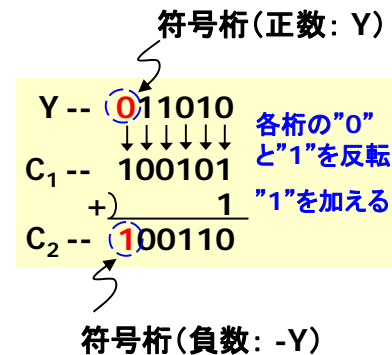 符号桁(正数: Y)
Y -- 011010
各桁の”0”
と”1”を反転
C1 -- 100101
+) 1 ”1”を加える
C2 -- 100110
符号桁(負数: -Y)